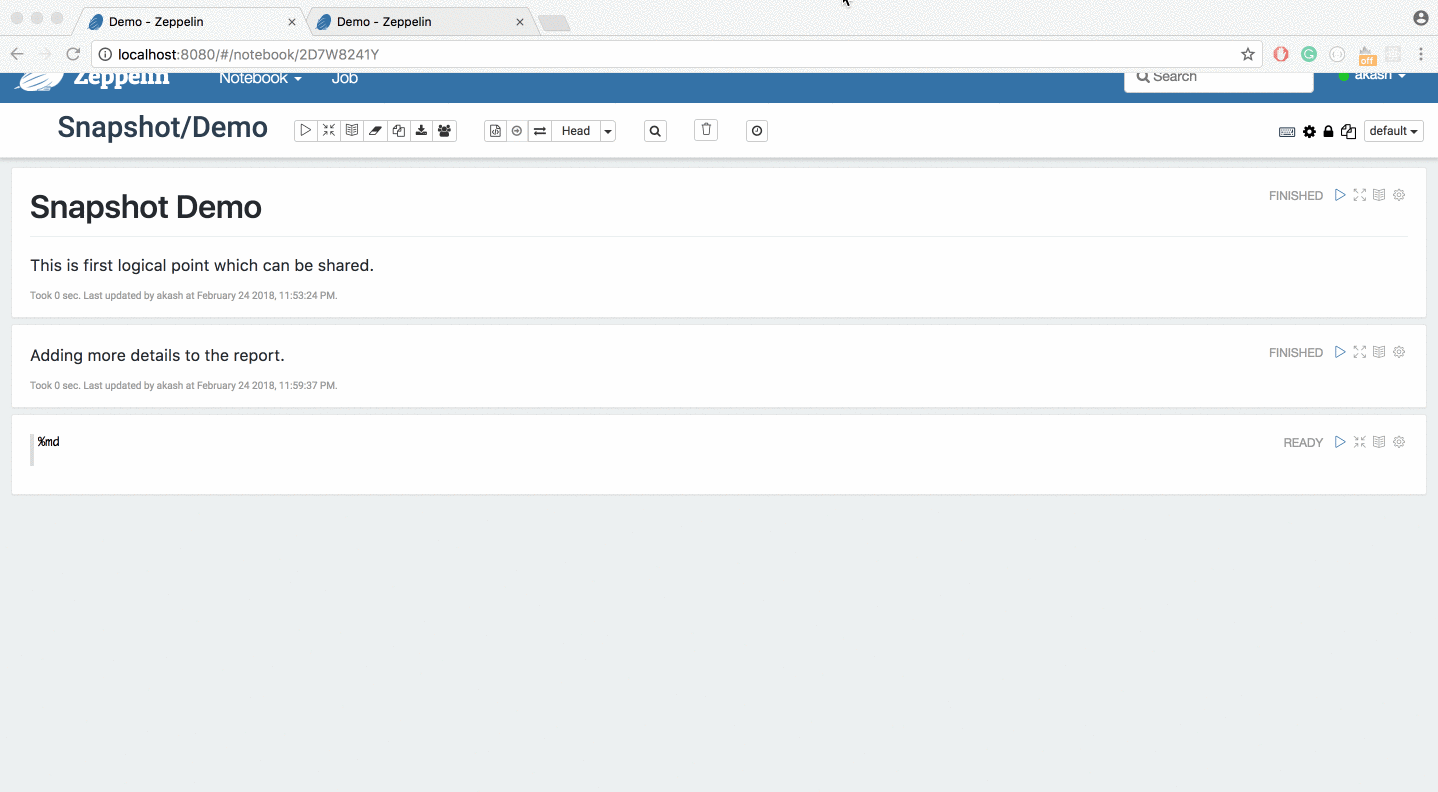 Demo - Zeppelin
Demo - Zeppelin
localhost:8080/#/notebook/2D7W8241Y
off
Zeppelin Notebook Job Search akash
Snapshot/Demo Head default
Snapshot Demo
FINISHED
This is first logical point which can be shared.
Took 0 sec. Last updated by akash at February 24 2018, 11:53:24 PM.
Adding more details to the report.
FINISHED
Took 0 sec. Last updated by akash at February 24 2018, 11:59:37 PM.
%md
READY